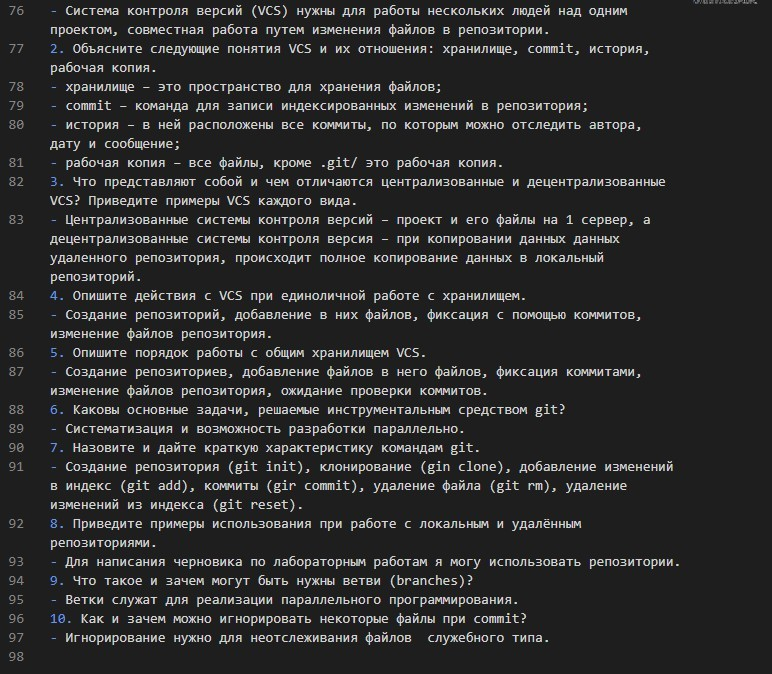 76 - Система контроля версий (VCS) нужны для работы нескольких людей над одним
проектом, совместная работа путем изменения файлов в репозитории.
77 2. Объясните следующие понятия VCS и их отношения: хранилище, commit, история,
рабочая копия.
78 - хранилище – это пространство для хранения файлов;
79 - commit – команда для записи индексированных изменений в репозитория;
80 - история – в ней расположены все коммиты, по которым можно отследить автора,
дату и сообщение;
81 - рабочая копия – все файлы, кроме .git/ это рабочая копия.
82 3. Что представляют собой и чем отличаются централизованные и децентрализованные
VCS? Приведите примеры VCS каждого вида.
83 - Централизованные системы контроля версий – проект и его файлы на 1 сервер, а
децентрализованные системы контроля версия – при копировании данных данных
удаленного репозитория, происходит полное копирование данных в локальный
репозиторий.
84 4. Опишите действия с VCS при единоличной работе с хранилищем.
85 - Создание репозиторий, добавление в них файлов, фиксация с помощью коммитов,
изменение файлов репозитория.
86 5. Опишите порядок работы с общим хранилищем VCS.
87 - Создание репозиториев, добавление файлов в него файлов, фиксация коммитами,
изменение файлов репозитория, ожидание проверки коммитов.
88 6. Каковы основные задачи, решаемые инструментальным средством git?
89 - Систематизация и возможность разработки параллельно.
90 7. Назовите и дайте краткую характеристику командам git.
91 - Создание репозитория (git init), клонирование (gin clone), добавление изменений
в индекс (git add), коммиты (gir commit), удаление файла (git rm), удаление
изменений из индекса (git reset).
92 8. Приведите примеры использования при работе с локальным и удалённым
репозиториями.
93 - Для написания черновика по лабораторным работам я могу использовать репозитории.
94 9. Что такое и зачем могут быть нужны ветви (branches)?
95 - Ветки служат для реализации параллельного программирования.
96 10. Как и зачем можно игнорировать некоторые файлы при commit?
97 - Игнорирование нужно для неотслеживания файлов  служебного типа.
98